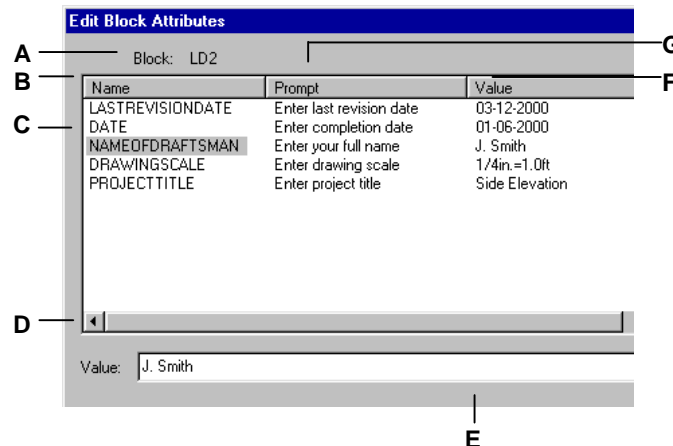 Edit Block Attributes
A Block: LD2 G
B Name Prompt Value F
LASTREVISIONDATE Enter last revision date 03-12-2000
C DATE Enter completion date 01-06-2000
NAMEOFDRAFTSMAN Enter your full name J. Smith
DRAWINGSCALE Enter drawing scale 1/4in.=1.0ft
PROJECTTITLE Enter project title Side Elevation
D
Value: J. Smith
E